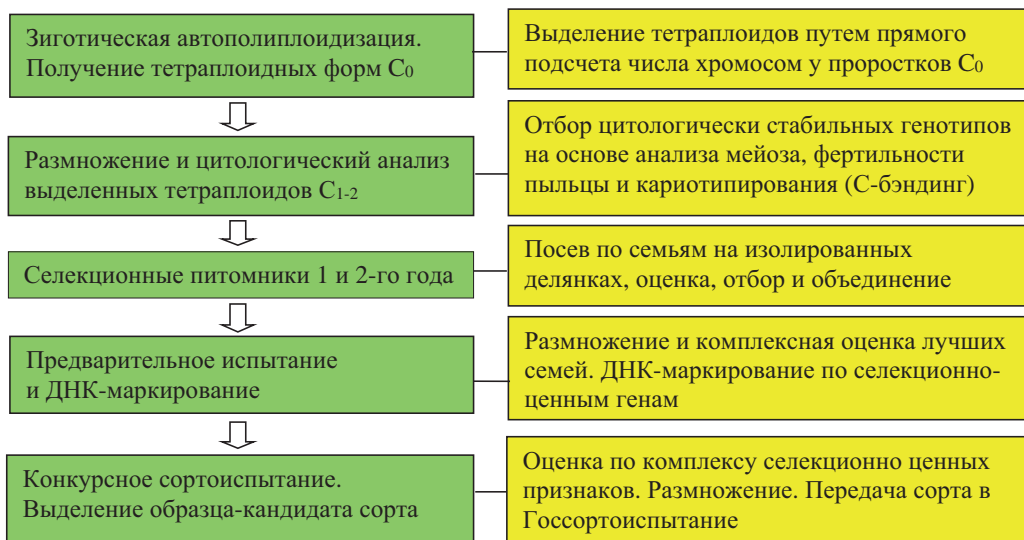 Зиготическая автополиплоидизация.
Получение тетраплоидных форм C0
Выделение тетраплоидов путем прямого
подсчета числа хромосом у проростков C0
Размножение и цитологический анализ
выделенных тетраплоидов C1-2
Отбор цитологически стабильных генотипов
на основе анализа мейоза, фертильности
пыльцы и кариотипирования (С-бэндинг)
Селекционные питомники 1 и 2-го года
Посев по семьям на изолированных
делянках, оценка, отбор и объединение
Предварительное испытание
и ДНК-маркирование
Размножение и комплексная оценка лучших
семей. ДНК-маркирование по селекционно-
ценным генам
Конкурсное сортоиспытание.
Выделение образца-кандидата сорта
Оценка по комплексу селекционно ценных
признаков. Размножение. Передача сорта в
Госсортоиспытание